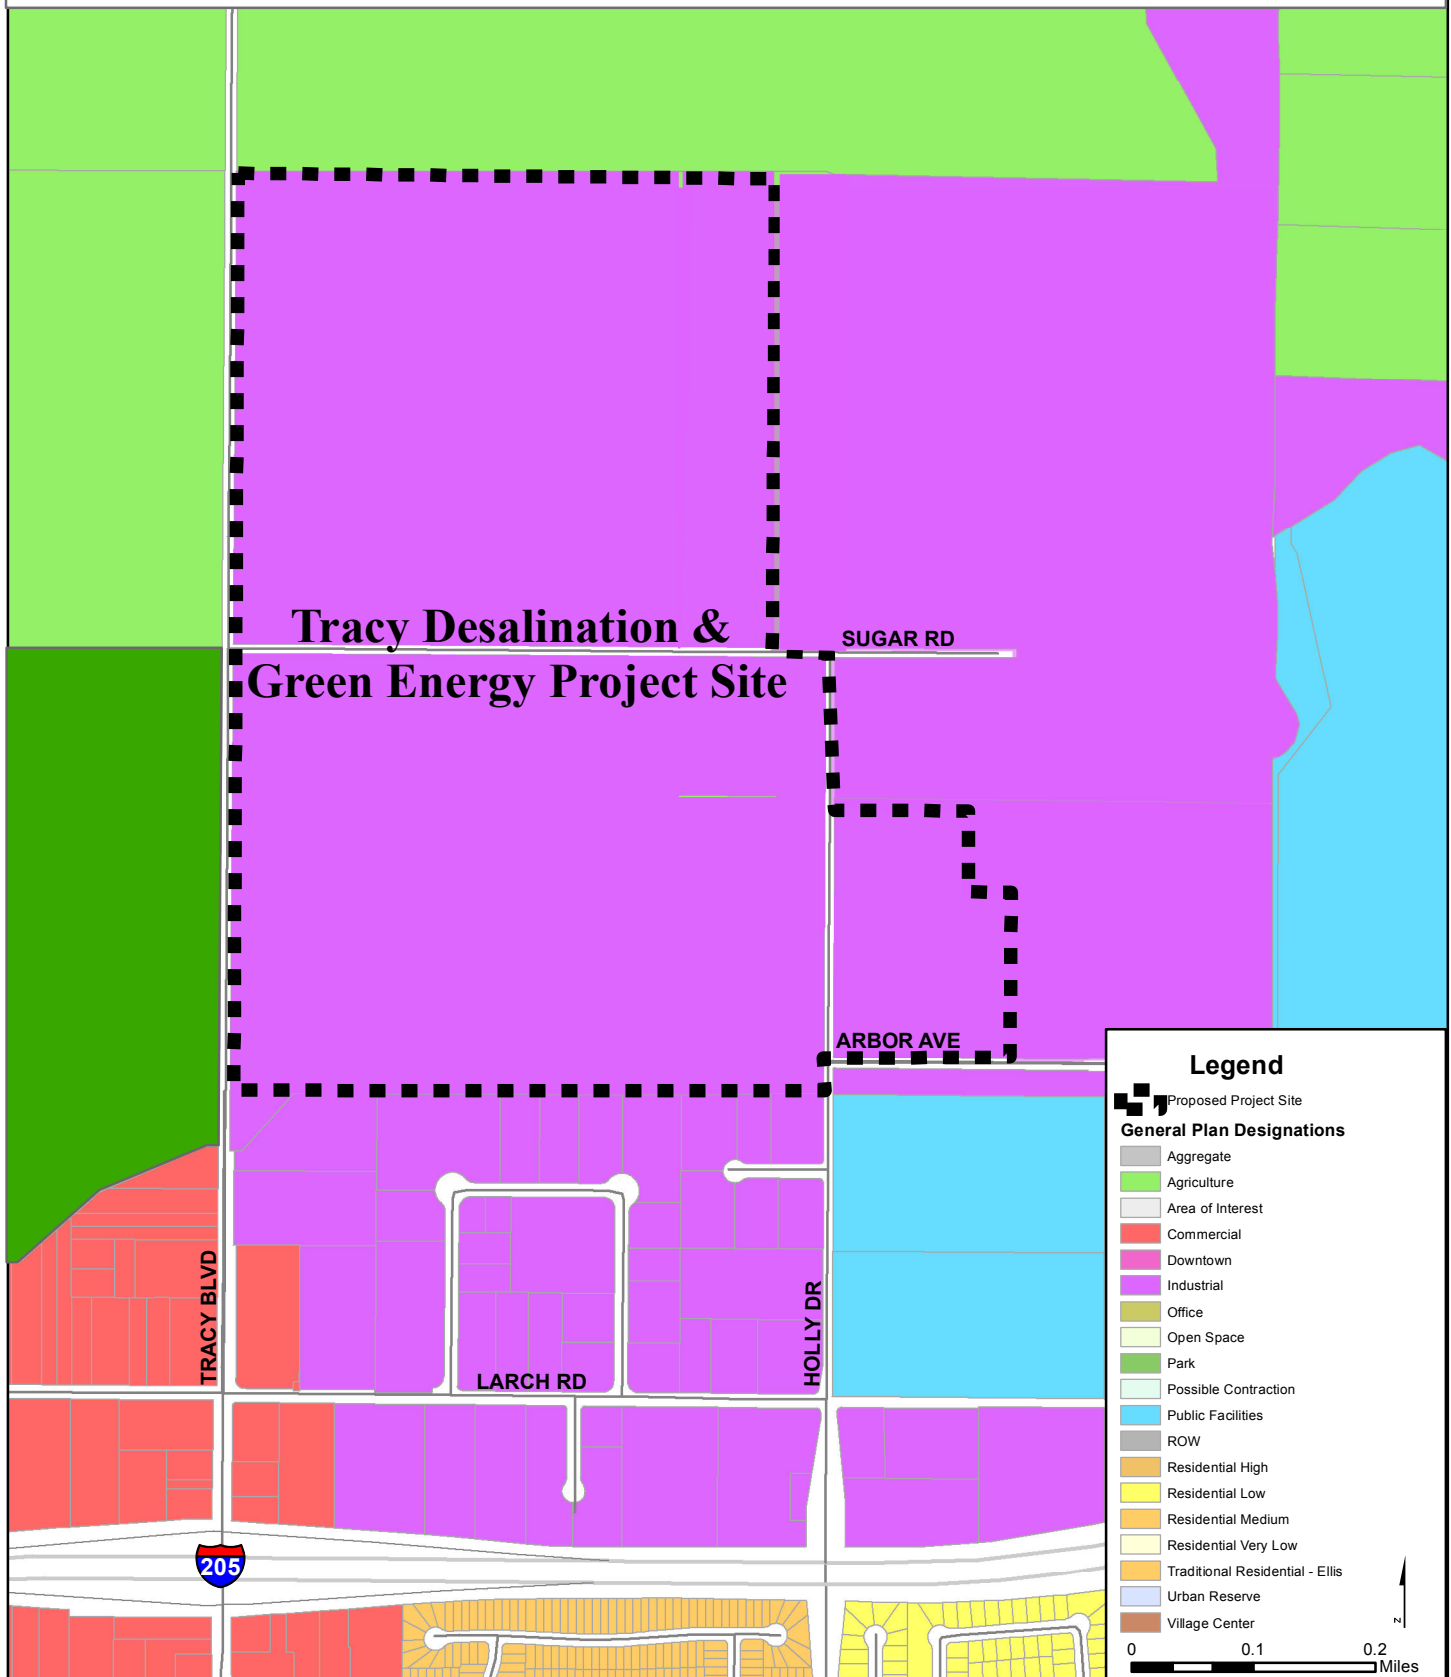 Tracy Desalination &
Green Energy Project Site
SUGAR RD
ARBOR AVE
TRACY BLVD
HOLLY DR
LARCH RD
205
Legend
Proposed Project Site
General Plan Designations
Aggregate
Agriculture
Area of Interest
Commercial
Downtown
Industrial
Office
Open Space
Park
Possible Contraction
Public Facilities
ROW
Residential High
Residential Low
Residential Medium
Residential Very Low
Traditional Residential - Ellis
Urban Reserve
Village Center
z
0 0.1 0.2
Miles